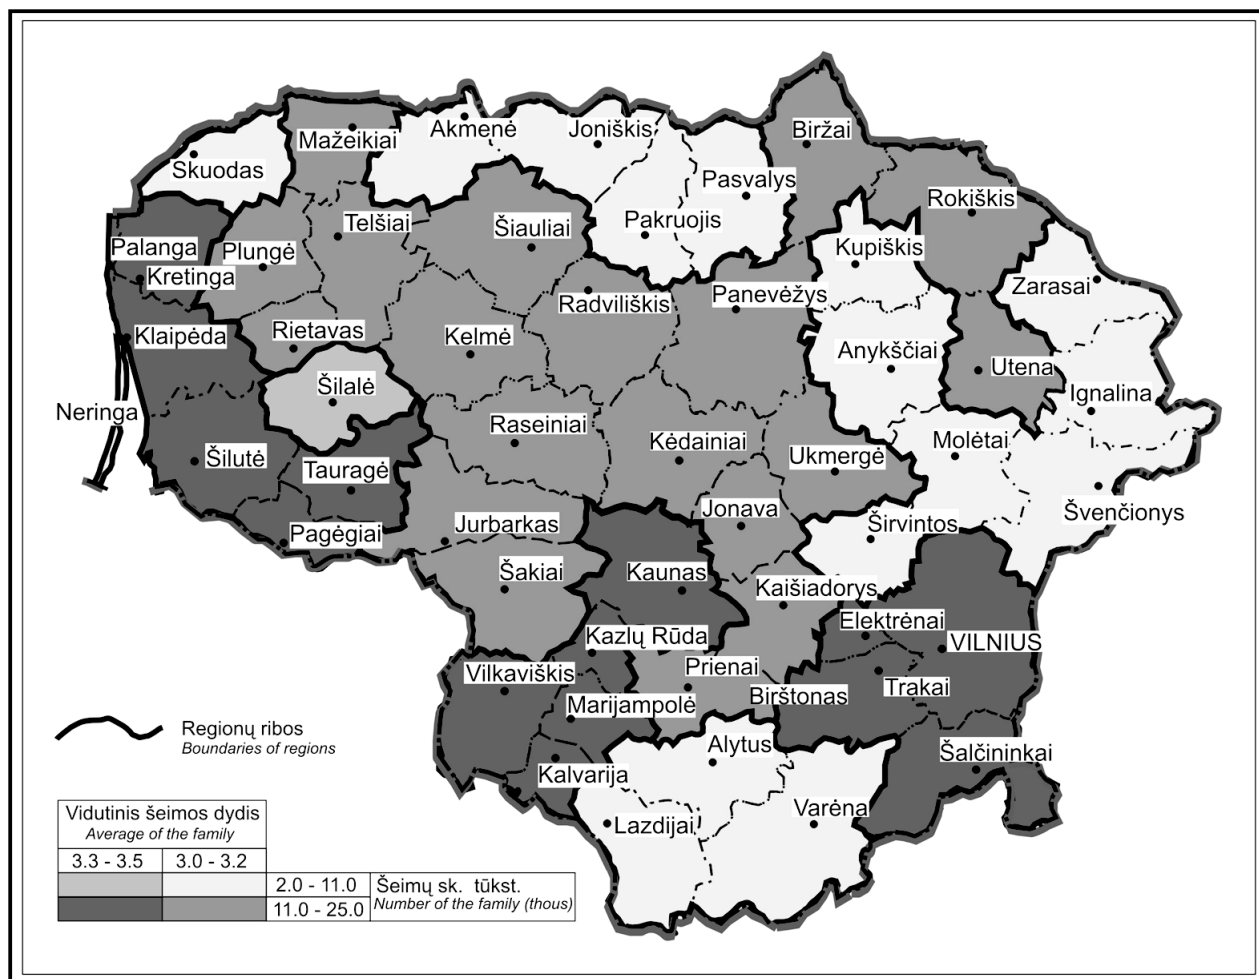 Akmenė
Joniškis
Biržai
Mažeikiai
Skuodas
Pasvalys
Rokiškis
Pakruojis
Telšiai
Šiauliai
Palanga
Plungė
Kupiškis
Kretinga
Zarasai
Radviliškis
Panevėžys
Klaipėda
Rietavas
Kelmė
Anykščiai
Utena
Šilalė
Ignalina
Neringa
Raseiniai
Kėdainiai
Molėtai
Šilutė
Tauragė
Ukmergė
Jonava
Švenčionys
Pagėgiai
Jurbarkas
Širvintos
Šakiai
Kaunas
Kaišiadorys
Elektrėnai
Kazlų Rūda
VILNIUS
Vilkaviškis
Prienai
Birštonas
Trakai
Marijampolė
Alytus
Šalčininkai
Kalvarija
Lazdijai
Varėna
Regionų ribos
Boundaries of regions
Vidutinis šeimos dydis
Average of the family
3.3 - 3.5 3.0 - 3.2
2.0 - 11.0 Šeimų sk. tūkst.
11.0 - 25.0 Number of the family (thous)